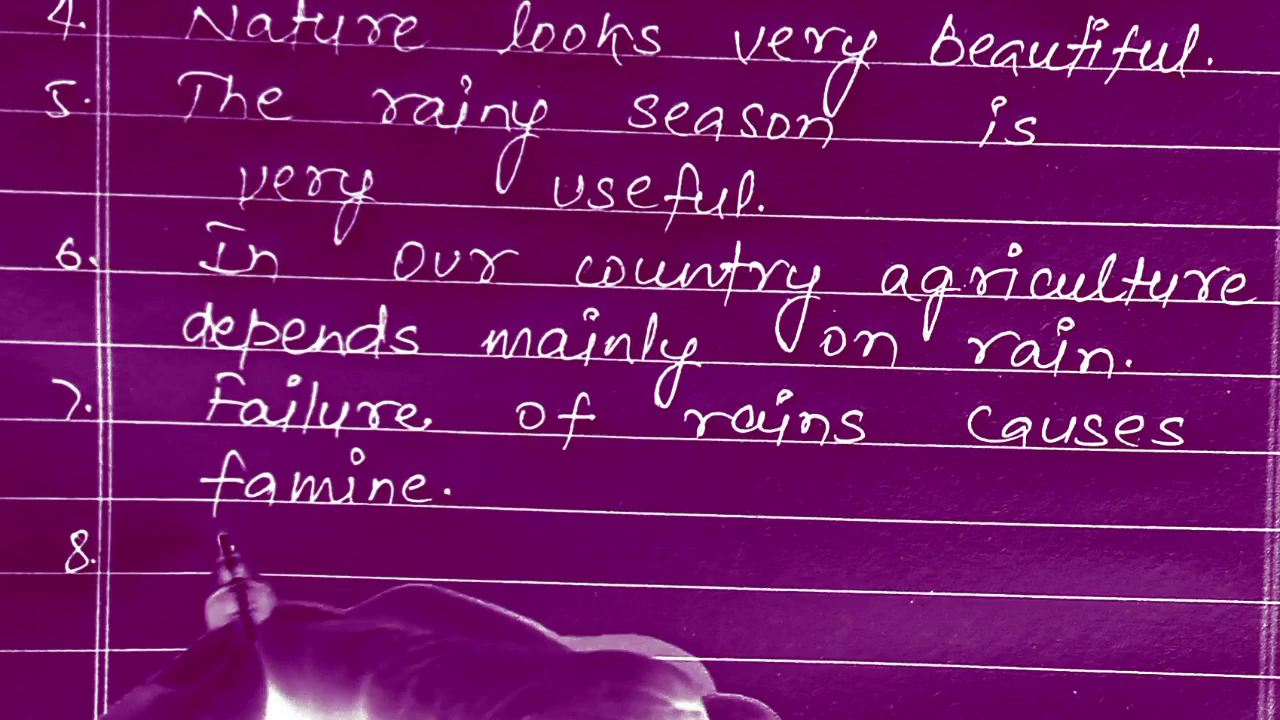 4. Nature looks very beautiful.
5. The rainy season is
very useful.
6. In our country agriculture
depends mainly on rain.
7. Failure of rains causes
famine.
8.